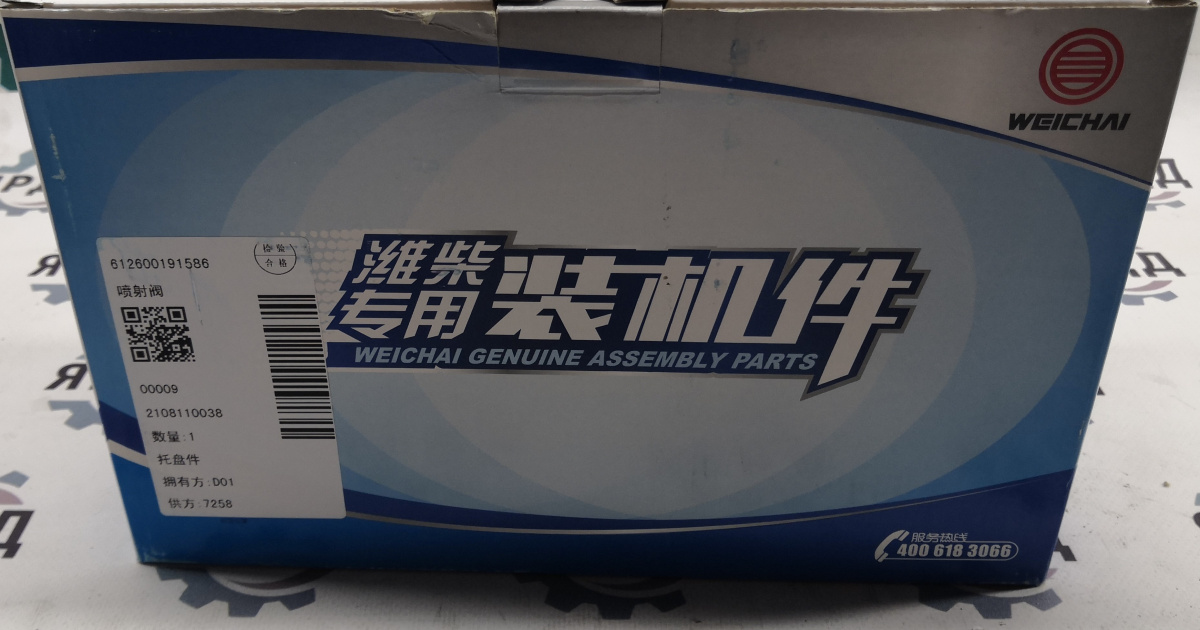 WEICHAI
612600191586
检验
合格
喷射阀
00009
2108110038
数量:1
托盘件
拥有方:D01
供方:7258
潍柴
专用
装机件
WEICHAI GENUINE ASSEMBLY PARTS
服务热线
400 618 3066